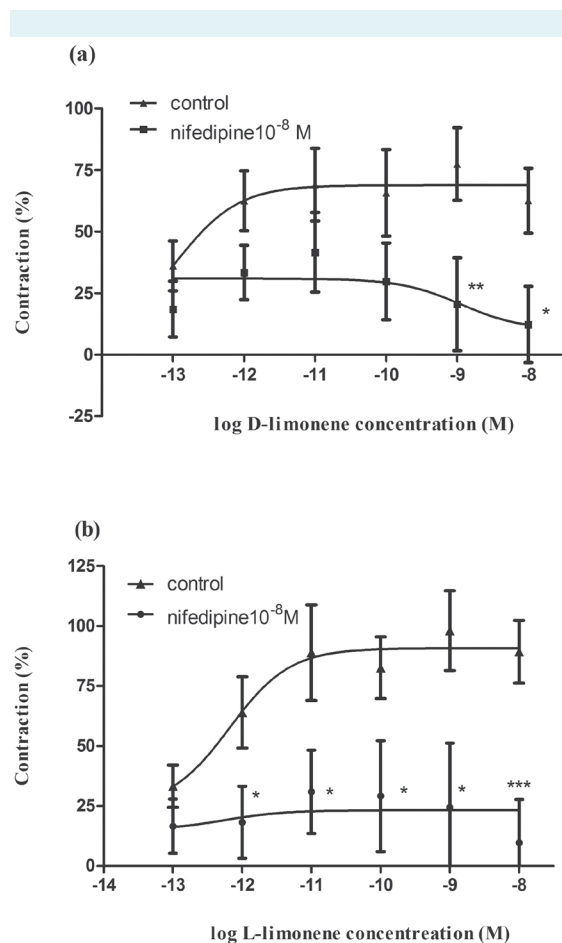 (a)
100
75
50
25
0
-25
Contraction (%)
control
nifedipine10⁻⁸ M
**
*
-13 -12 -11 -10 -9 -8
log D-limonene concentration (M)
(b)
125
100
75
50
25
0
Contraction (%)
control
nifedipine10⁻⁸M
* * * * ***
-14 -13 -12 -11 -10 -9 -8
log L-limonene concentreation (M)